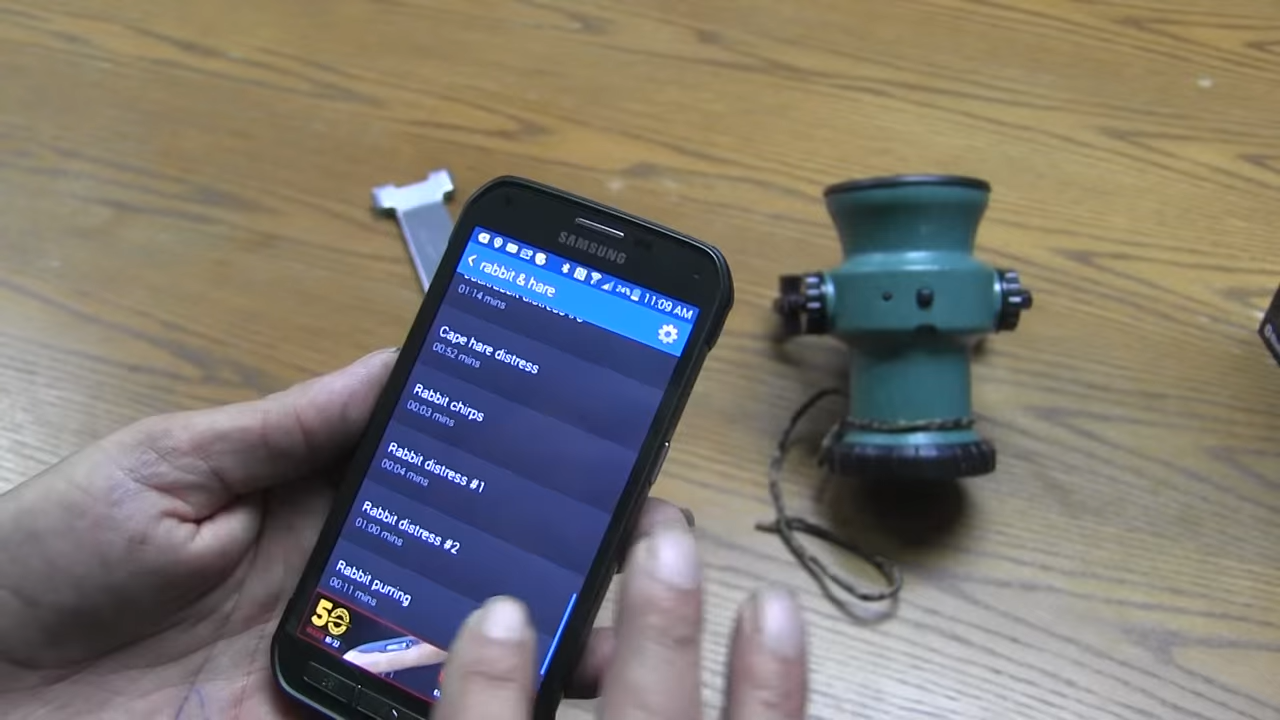 SAMSUNG
24% 11:09 AM
rabbit & hare
01:14 mins
Cape hare distress
00:52 mins
Rabbit chirps
00:03 mins
Rabbit distress #1
00:04 mins
Rabbit distress #2
01:00 mins
Rabbit purring
00:11 mins
50